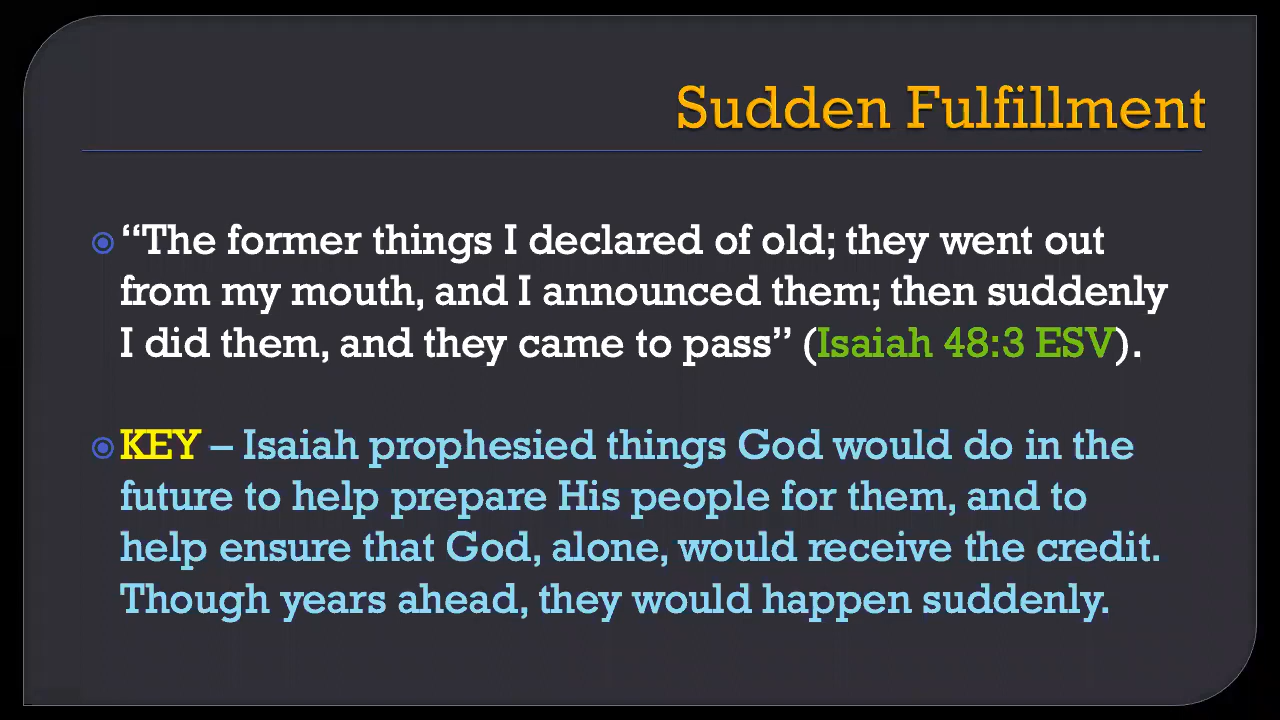 Sudden Fulfillment
“The former things I declared of old; they went out
from my mouth, and I announced them; then suddenly
I did them, and they came to pass” (Isaiah 48:3 ESV).
KEY – Isaiah prophesied things God would do in the
future to help prepare His people for them, and to
help ensure that God, alone, would receive the credit.
Though years ahead, they would happen suddenly.